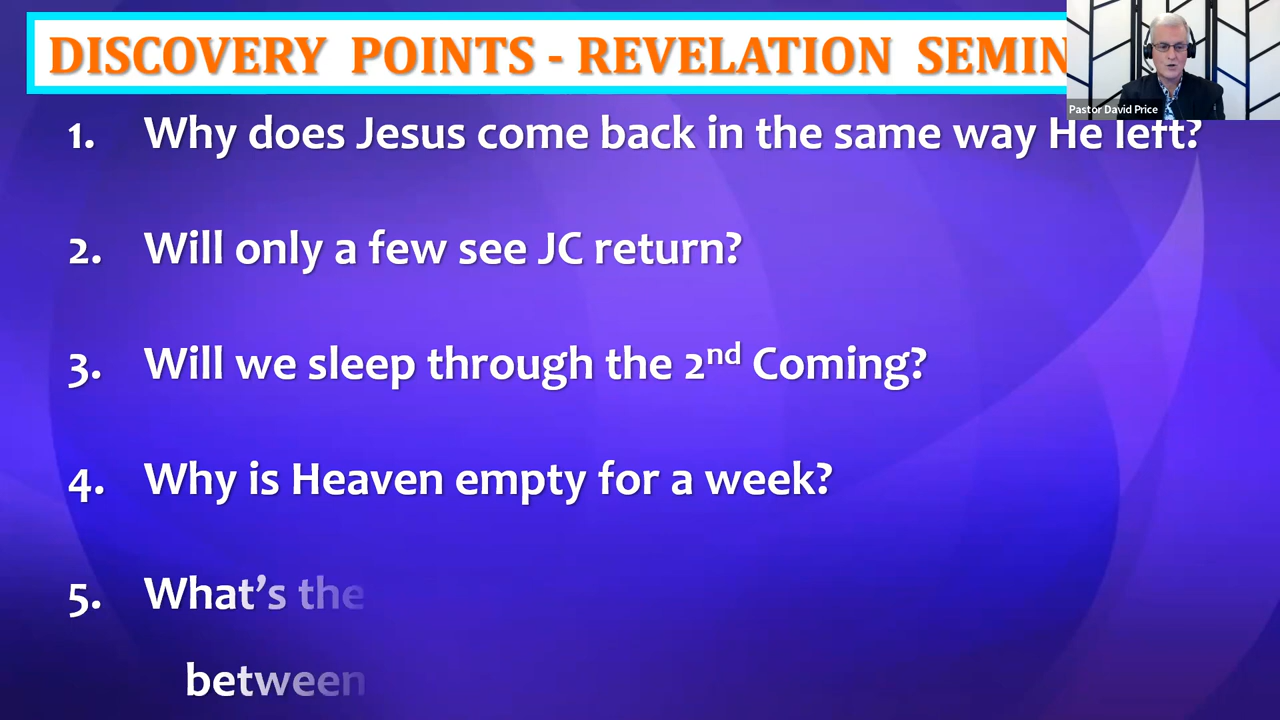 DISCOVERY POINTS - REVELATION SEMIN
Pastor David Price
1. Why does Jesus come back in the same way He left?
2. Will only a few see JC return?
3. Will we sleep through the 2nd Coming?
4. Why is Heaven empty for a week?
5. What's the
between